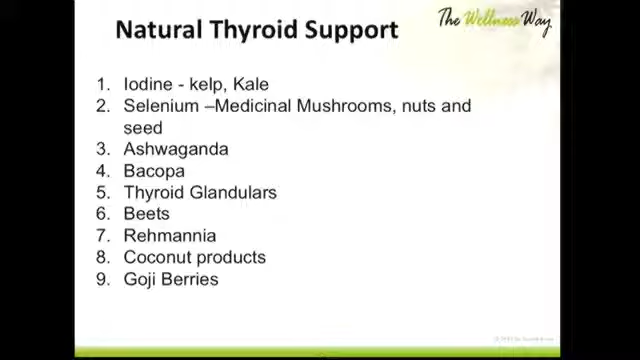 Natural Thyroid Support
The Wellness Way
1. Iodine - kelp, Kale
2. Selenium –Medicinal Mushrooms, nuts and
seed
3. Ashwaganda
4. Bacopa
5. Thyroid Glandulars
6. Beets
7. Rehmannia
8. Coconut products
9. Goji Berries